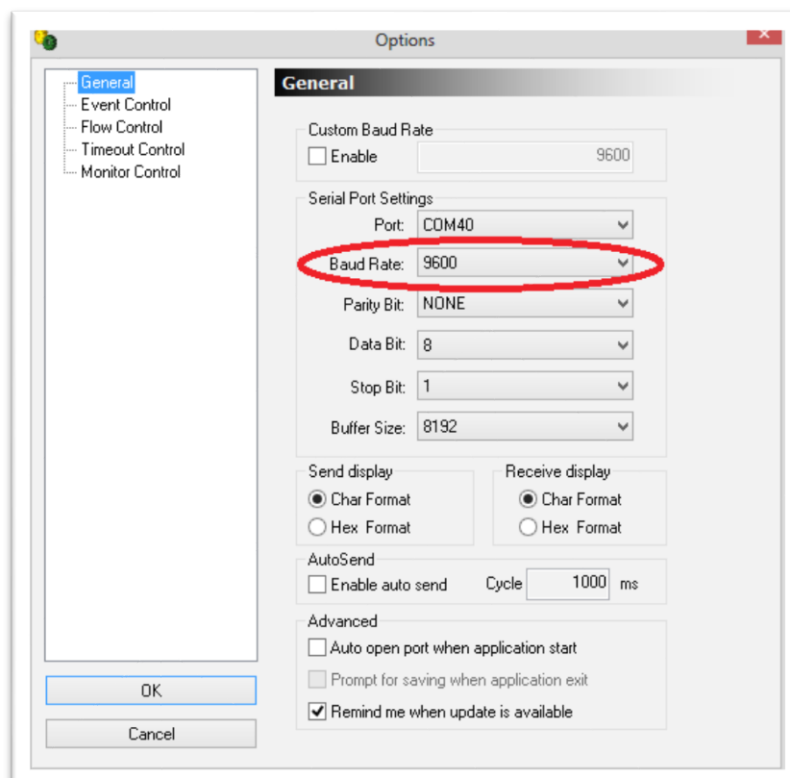 Options
General
Event Control
Flow Control
Timeout Control
Monitor Control
OK
Cancel
General
Custom Baud Rate
Enable 9600
Serial Port Settings
Port: COM40
Baud Rate: 9600
Parity Bit: NONE
Data Bit: 8
Stop Bit: 1
Buffer Size: 8192
Send display
Char Format
Hex Format
Receive display
Char Format
Hex Format
AutoSend
Enable auto send Cycle 1000 ms
Advanced
Auto open port when application start
Prompt for saving when application exit
Remind me when update is available